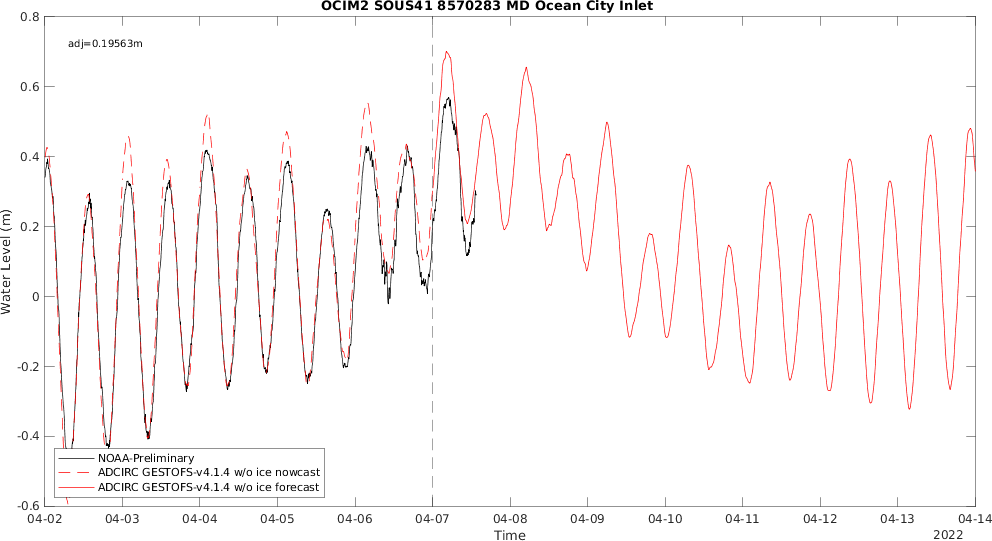 OCIM2 SOUS41 8570283 MD Ocean City Inlet
adj=0.19563m
0.8
0.6
0.4
0.2
0
-0.2
-0.4
-0.6
Water Level (m)
NOAA-Preliminary
ADCIRC GESTOFS-v4.1.4 w/o ice nowcast
ADCIRC GESTOFS-v4.1.4 w/o ice forecast
04-02 04-03 04-04 04-05 04-06 04-07 04-08 04-09 04-10 04-11 04-12 04-13 04-14
Time
2022